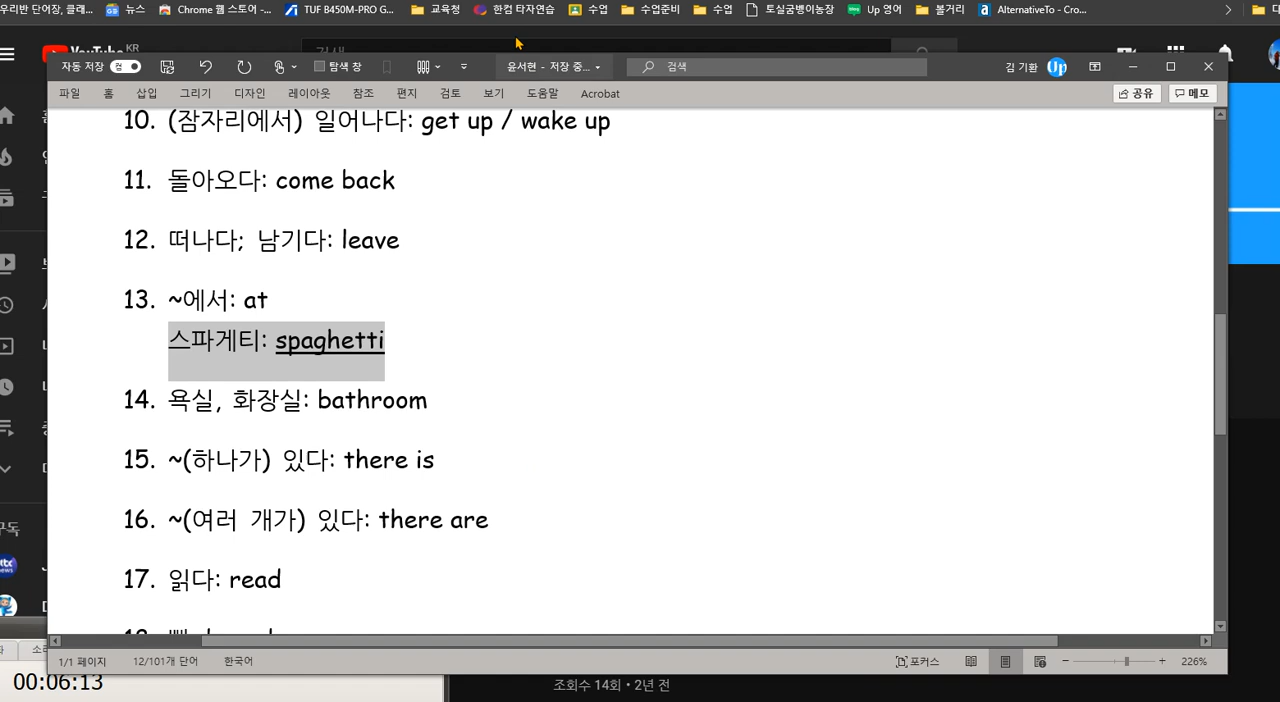 우리반 단어장, 클래... 뉴스 Chrome 웹 스토어 -... TUF B450M-PRO G... 교육청 한컴 타자연습 수업 수업준비 수업 토실궁뱅이농장 Up 영어 볼거리 AlternativeTo - Cro...
YouTube KR 검색
자동 저장 컴 윤서현 - 저장 중... 검색 김 기환 Up
파일 홈 삽입 그리기 디자인 레이아웃 참조 편지 검토 보기 도움말 Acrobat 공유 메모
10. (잠자리에서) 일어나다: get up / wake up
11. 돌아오다: come back
12. 떠나다; 남기다: leave
13. ~에서: at
스파게티: spaghetti
14. 욕실, 화장실: bathroom
15. ~(하나가) 있다: there is
16. ~(여러 개가) 있다: there are
17. 읽다: read
구독
1/1 페이지 12/101개 단어 한국어 포커스 226%
00:06:13
조회수 14회 • 2년 전